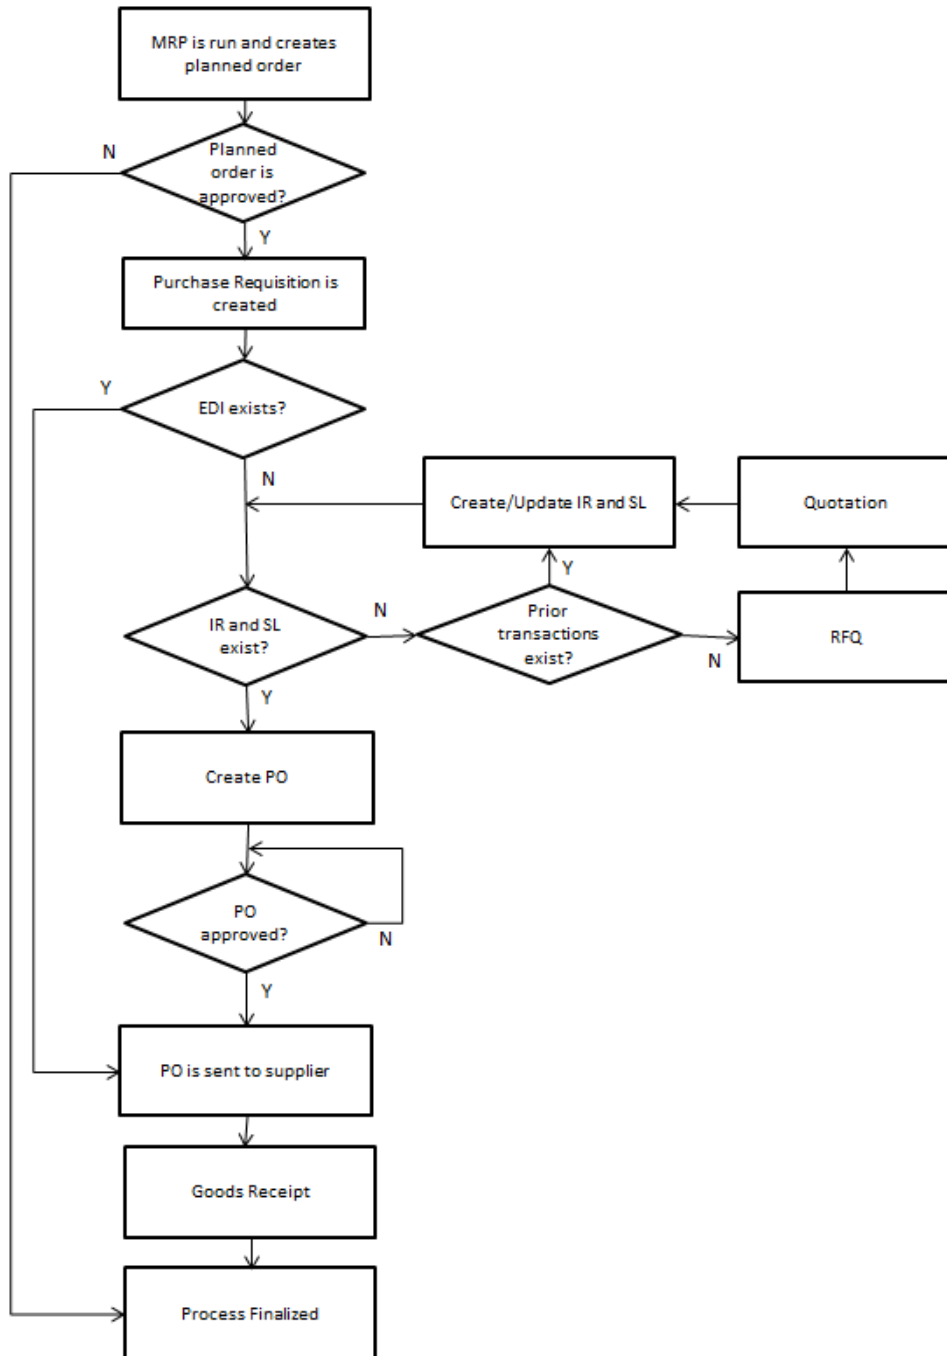 MRP is run and creates
planned order
N
Planned
order is
approved?
Y
Purchase Requisition is
created
Y
EDI exists?
N
Create/Update IR and SL
Quotation
Y
IR and SL
exist?
N
Prior
transactions
exist?
N
RFQ
Y
Create PO
PO
approved?
N
Y
PO is sent to supplier
Goods Receipt
Process Finalized